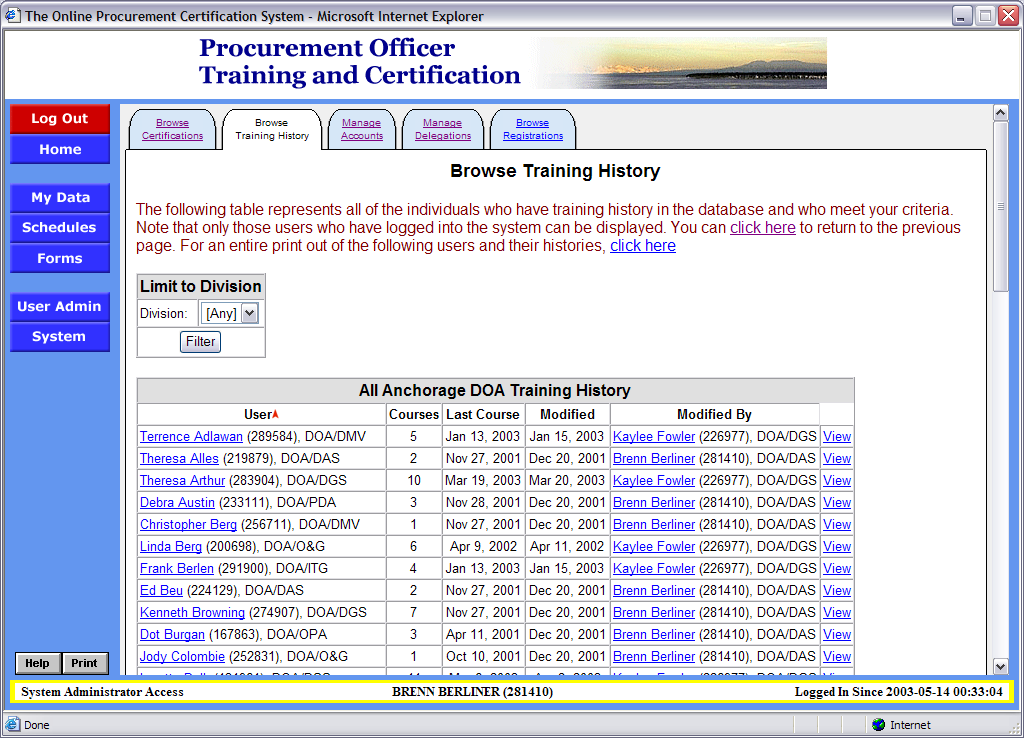 The Online Procurement Certification System - Microsoft Internet Explorer
Procurement Officer
Training and Certification
Log Out
Home
My Data
Schedules
Forms
User Admin
System
Help Print
Browse Certifications
Browse Training History
Manage Accounts
Manage Delegations
Browse Registrations
Browse Training History
The following table represents all of the individuals who have training history in the database and who meet your criteria.
Note that only those users who have logged into the system can be displayed. You can click here to return to the previous
page. For an entire print out of the following users and their histories, click here
Limit to Division
Division: [Any]
Filter
All Anchorage DOA Training History
User Courses Last Course Modified Modified By
Terrence Adlawan (289584), DOA/DMV 5 Jan 13, 2003 Jan 15, 2003 Kaylee Fowler (226977), DOA/DGS View
Theresa Alles (219879), DOA/DAS 2 Nov 27, 2001 Dec 20, 2001 Brenn Berliner (281410), DOA/DAS View
Theresa Arthur (283904), DOA/DGS 10 Mar 19, 2003 Mar 20, 2003 Kaylee Fowler (226977), DOA/DGS View
Debra Austin (233111), DOA/PDA 3 Nov 28, 2001 Dec 20, 2001 Brenn Berliner (281410), DOA/DAS View
Christopher Berg (256711), DOA/DMV 1 Nov 27, 2001 Dec 20, 2001 Brenn Berliner (281410), DOA/DAS View
Linda Berg (200698), DOA/O&G 6 Apr 9, 2002 Apr 11, 2002 Kaylee Fowler (226977), DOA/DGS View
Frank Berlen (291900), DOA/ITG 4 Jan 13, 2003 Jan 15, 2003 Kaylee Fowler (226977), DOA/DGS View
Ed Beu (224129), DOA/DAS 2 Nov 27, 2001 Dec 20, 2001 Brenn Berliner (281410), DOA/DAS View
Kenneth Browning (274907), DOA/DGS 7 Nov 27, 2001 Dec 20, 2001 Brenn Berliner (281410), DOA/DAS View
Dot Burgan (167863), DOA/OPA 3 Apr 11, 2001 Dec 20, 2001 Brenn Berliner (281410), DOA/DAS View
Jody Colombie (252831), DOA/O&G 1 Oct 10, 2001 Dec 20, 2001 Brenn Berliner (281410), DOA/DAS View
System Administrator Access BRENN BERLINER (281410) Logged In Since 2003-05-14 00:33:04
Done Internet